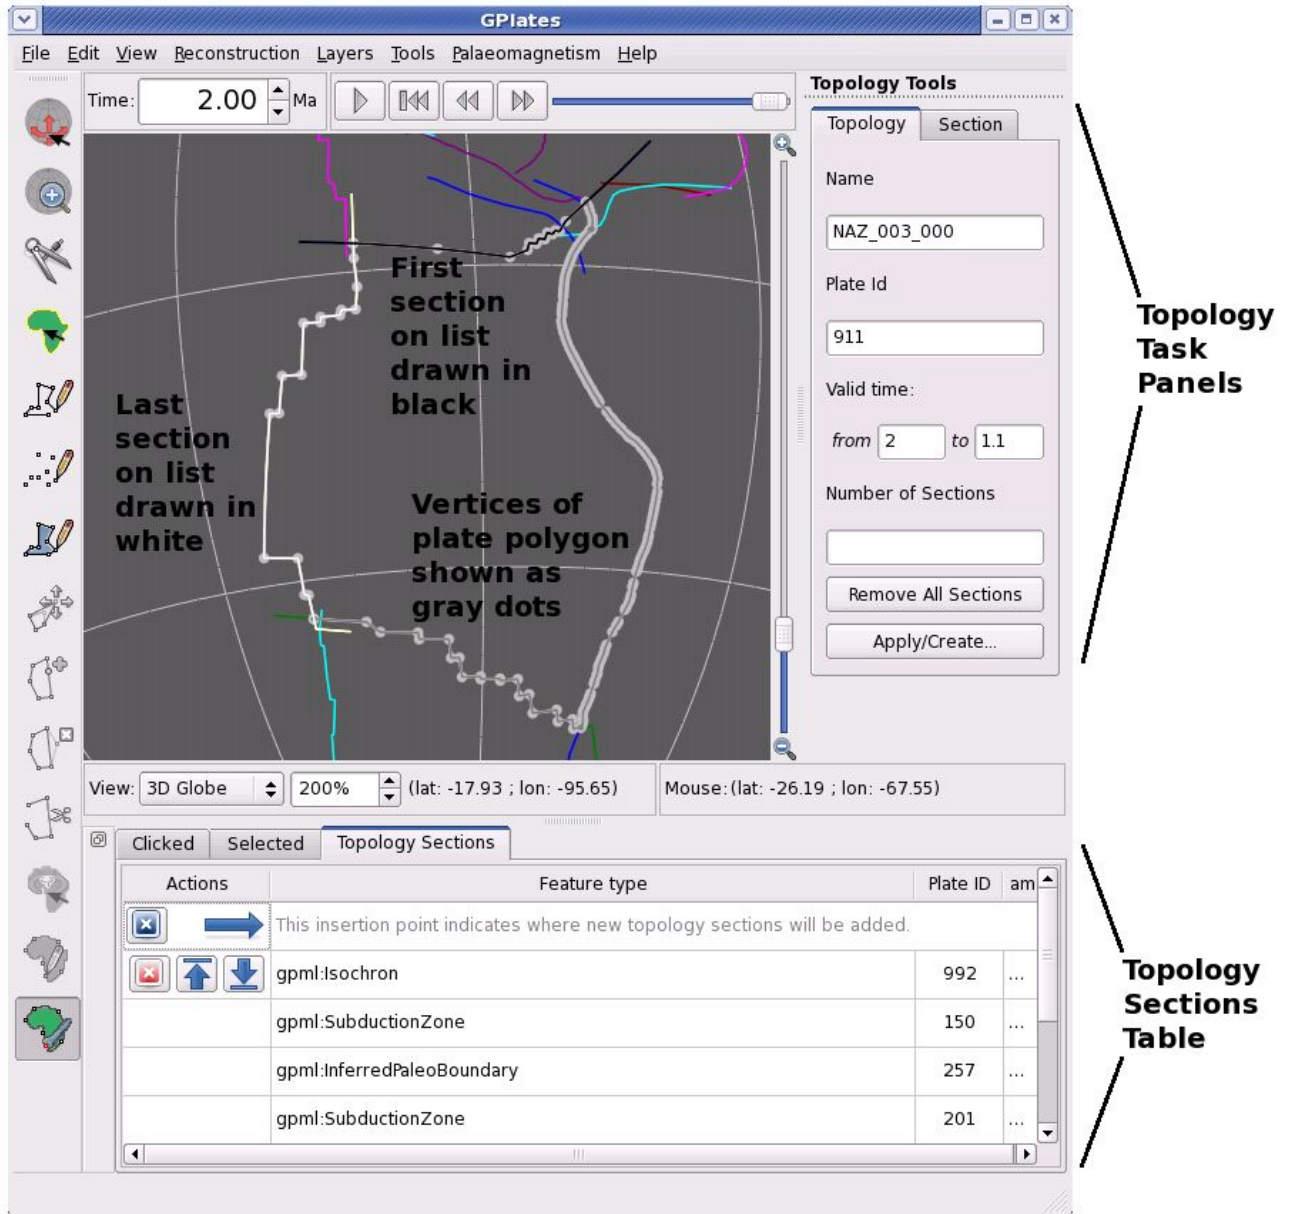 GPlates
File Edit View Reconstruction Layers Tools Palaeomagnetism Help
Time: 2.00 Ma
Topology Tools
Topology Section
Name
NAZ_003_000
Plate Id
911
Valid time:
from 2 to 1.1
Number of Sections
Remove All Sections
Apply/Create...
First
section
on list
drawn in
black
Last
section
on list
drawn in
white
Vertices of
plate polygon
shown as
gray dots
Topology
Task
Panels
View: 3D Globe 200% (lat: -17.93 ; lon: -95.65) Mouse: (lat: -26.19 ; lon: -67.55)
Clicked Selected Topology Sections
Actions Feature type Plate ID am
This insertion point indicates where new topology sections will be added.
gpml:Isochron 992 ...
gpml:SubductionZone 150 ...
gpml:InferredPaleoBoundary 257 ...
gpml:SubductionZone 201 ...
Topology
Sections
Table